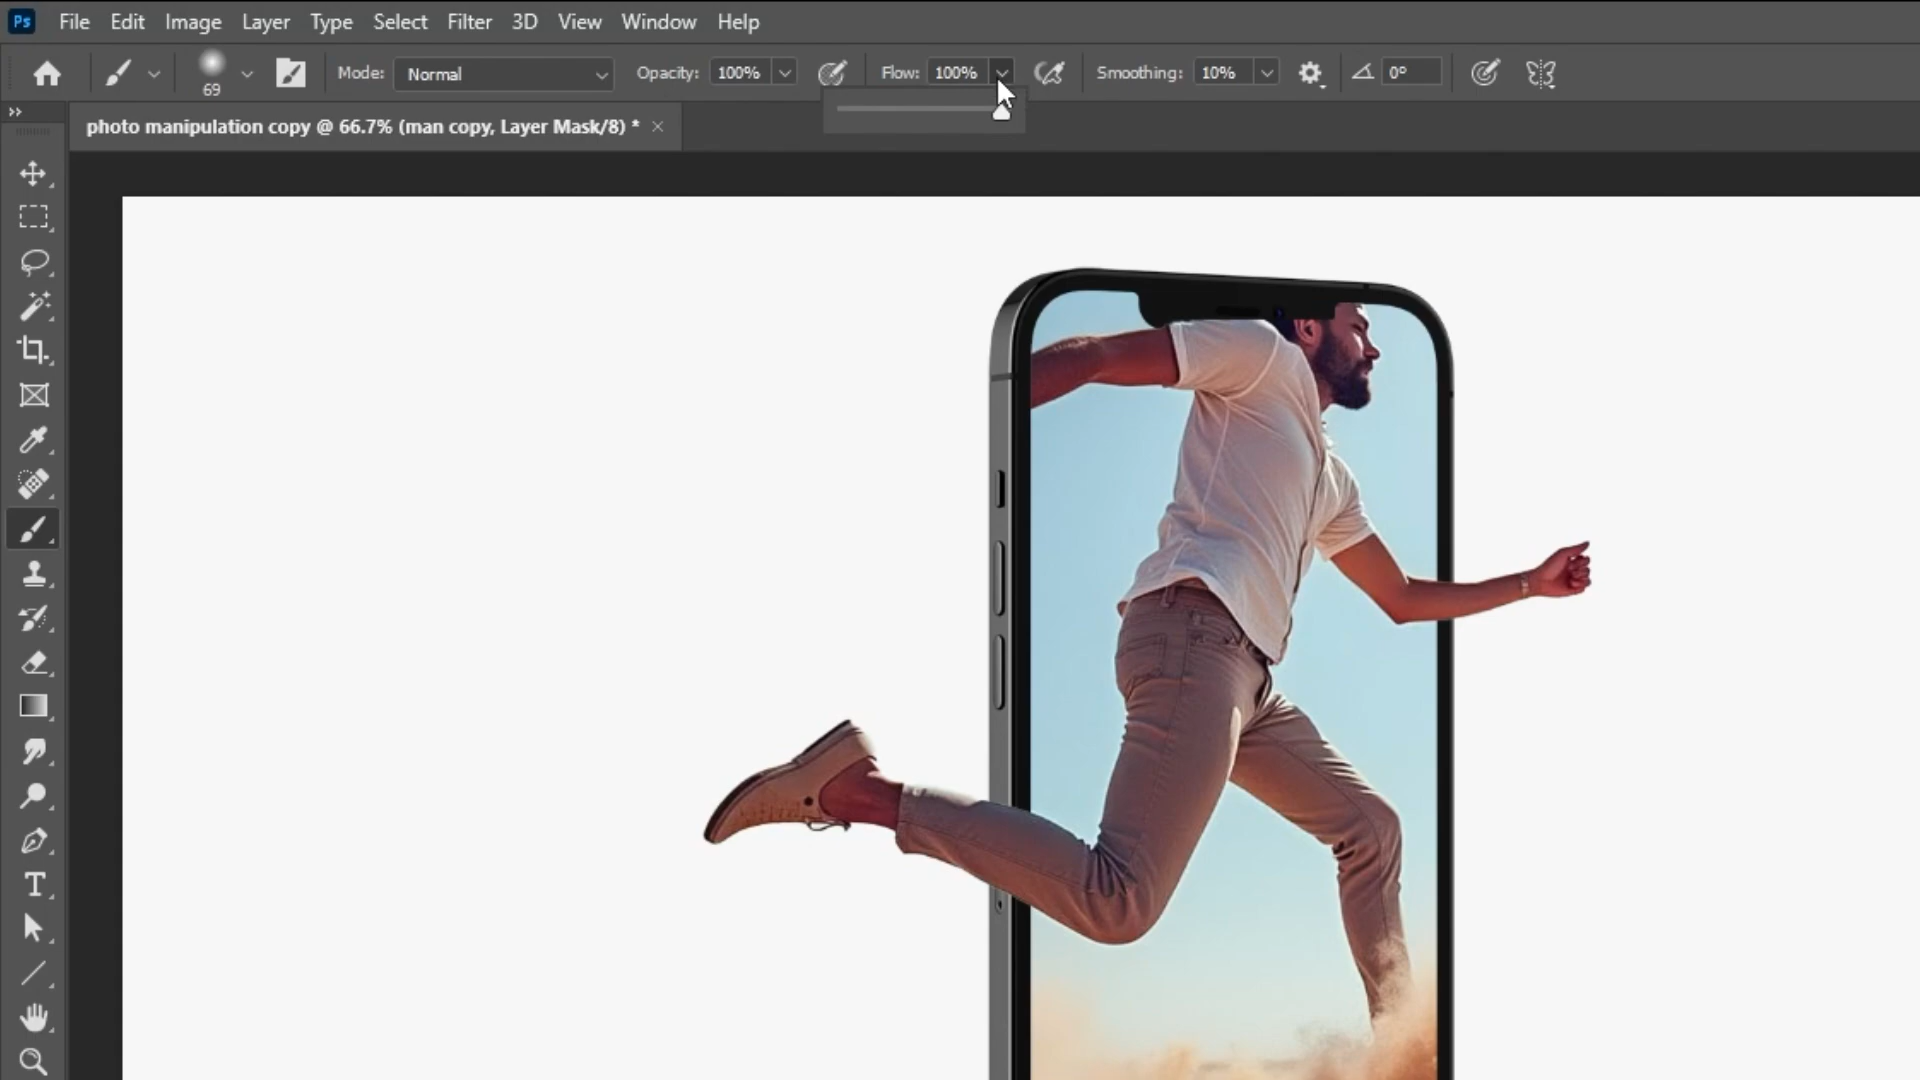 Ps File Edit Image Layer Type Select Filter 3D View Window Help
69 Mode: Normal Opacity: 100% Flow: 100% Smoothing: 10% 0°
photo manipulation copy @ 66.7% (man copy, Layer Mask/8) * ×
T